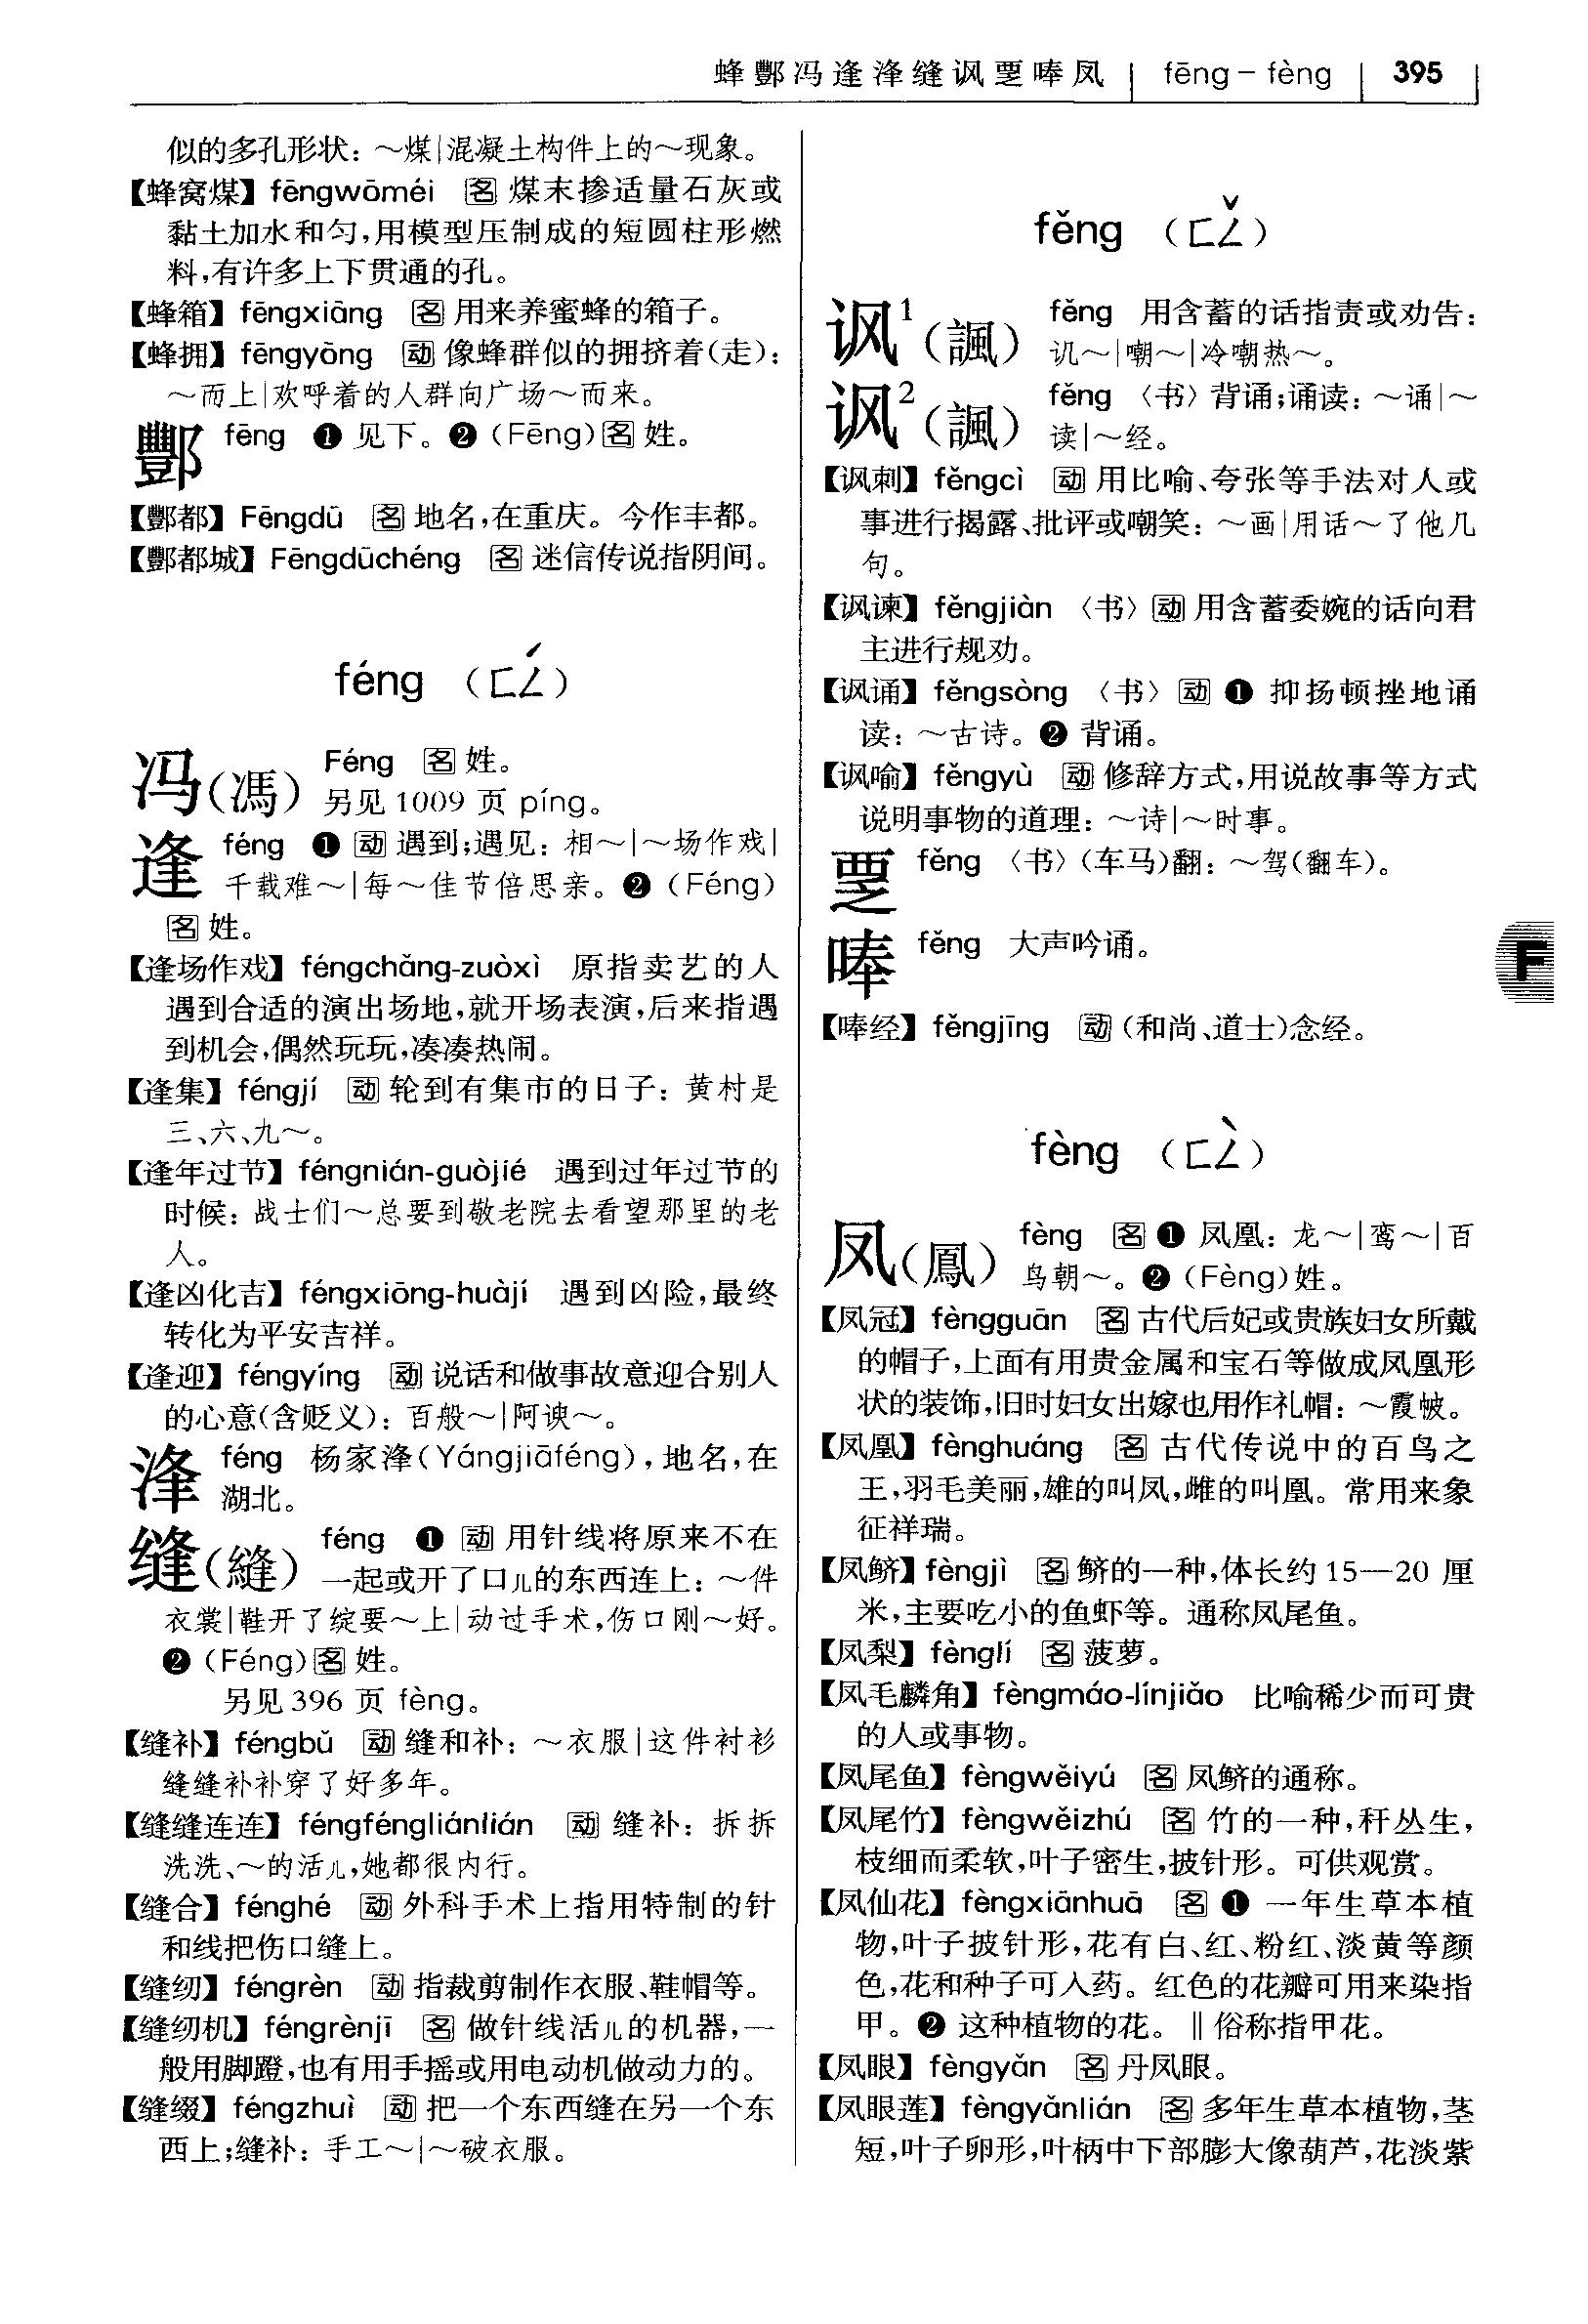 蜂酆冯逢浲缝讽覂唪凤 | fēng – fèng | 395
似的多孔形状：～煤|混凝土构件上的～现象。
【蜂窝煤】fēngwōméi 名 煤末掺适量石灰或
黏土加水和匀，用模型压制成的短圆柱形燃
料，有许多上下贯通的孔。
【蜂箱】fēngxiāng 名 用来养蜜蜂的箱子。
【蜂拥】fēngyōng 动 像蜂群似的拥挤着（走）：
～而上|欢呼着的人群向广场～而来。
酆 fēng ❶ 见下。❷（Fēng）名 姓。
【酆都】Fēngdū 名 地名，在重庆。今作丰都。
【酆都城】Fēngdūchéng 名 迷信传说指阴间。
féng （ㄈㄥˊ）
冯（馮） Féng 名 姓。
另见 1009 页 píng。
逢 féng ❶ 动 遇到；遇见：相～|～场作戏|
千载难～|每～佳节倍思亲。❷（Féng）
名 姓。
【逢场作戏】féngchǎng-zuòxì 原指卖艺的人
遇到合适的演出场地，就开场表演，后来指遇
到机会，偶然玩玩，凑凑热闹。
【逢集】féngjí 动 轮到有集市的日子：黄村是
三、六、九～。
【逢年过节】féngnián-guòjié 遇到过年过节的
时候：战士们～总要到敬老院去看望那里的老
人。
【逢凶化吉】féngxiōng-huàjí 遇到凶险，最终
转化为平安吉祥。
【逢迎】féngyíng 动 说话和做事故意迎合别人
的心意（含贬义）：百般～|阿谀～。
浲 féng 杨家浲（Yángjiāféng），地名，在
湖北。
缝（縫） féng ❶ 动 用针线将原来不在
一起或开了口儿的东西连上：～件
衣裳|鞋开了绽要～上|动过手术，伤口刚～好。
❷（Féng）名 姓。
另见 396 页 fèng。
【缝补】féngbǔ 动 缝和补：～衣服|这件衬衫
缝缝补补穿了好多年。
【缝缝连连】féngféngliánlián 动 缝补：拆拆
洗洗、～的活儿，她都很内行。
【缝合】fénghé 动 外科手术上指用特制的针
和线把伤口缝上。
【缝纫】féngrèn 动 指裁剪制作衣服、鞋帽等。
【缝纫机】féngrènjī 名 做针线活儿的机器，一
般用脚蹬，也有用手摇或用电动机做动力的。
【缝缀】féngzhuì 动 把一个东西缝在另一个东
西上；缝补：手工～|～破衣服。
fěng （ㄈㄥˇ）
讽¹（諷） fěng 用含蓄的话指责或劝告：
讥～|嘲～|冷嘲热～。
讽²（諷） fěng 〈书〉背诵；诵读：～诵|～
读|～经。
【讽刺】fěngcì 动 用比喻、夸张等手法对人或
事进行揭露、批评或嘲笑：～画|用话～了他几
句。
【讽谏】fěngjiàn 〈书〉动 用含蓄委婉的话向君
主进行规劝。
【讽诵】fěngsòng 〈书〉动 ❶ 抑扬顿挫地诵
读：～古诗。❷ 背诵。
【讽喻】fěngyù 动 修辞方式，用说故事等方式
说明事物的道理：～诗|～时事。
覂 fěng 〈书〉（车马）翻：～驾（翻车）。
唪 fěng 大声吟诵。
【唪经】fěngjīng 动（和尚、道士）念经。
F
fèng （ㄈㄥˋ）
凤（鳳） fèng 名 ❶ 凤凰：龙～|鸾～|百
鸟朝～。❷（Fèng）姓。
【凤冠】fèngguān 名 古代后妃或贵族妇女所戴
的帽子，上面有用贵金属和宝石等做成凤凰形
状的装饰，旧时妇女出嫁也用作礼帽：～霞帔。
【凤凰】fènghuáng 名 古代传说中的百鸟之
王，羽毛美丽，雄的叫凤，雌的叫凰。常用来象
征祥瑞。
【凤鲚】fèngjì 名 鲚的一种，体长约 15—20 厘
米，主要吃小的鱼虾等。通称凤尾鱼。
【凤梨】fènglí 名 菠萝。
【凤毛麟角】fèngmáo-línjiǎo 比喻稀少而可贵
的人或事物。
【凤尾鱼】fèngwěiyú 名 凤鲚的通称。
【凤尾竹】fèngwěizhú 名 竹的一种，秆丛生，
枝细而柔软，叶子密生，披针形。可供观赏。
【凤仙花】fèngxiānhuā 名 ❶ 一年生草本植
物，叶子披针形，花有白、红、粉红、淡黄等颜
色，花和种子可入药。红色的花瓣可用来染指
甲。❷ 这种植物的花。‖俗称指甲花。
【凤眼】fèngyǎn 名 丹凤眼。
【凤眼莲】fèngyǎnlián 名 多年生草本植物，茎
短，叶子卵形，叶柄中下部膨大像葫芦，花淡紫